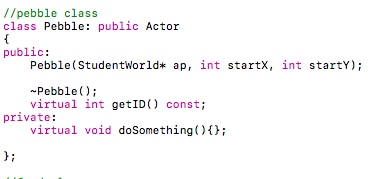 //pebble class
class Pebble: public Actor
{
public:
    Pebble(StudentWorld* ap, int startX, int startY);

    ~Pebble();
    virtual int getID() const;
private:
    virtual void doSomething(){};

};